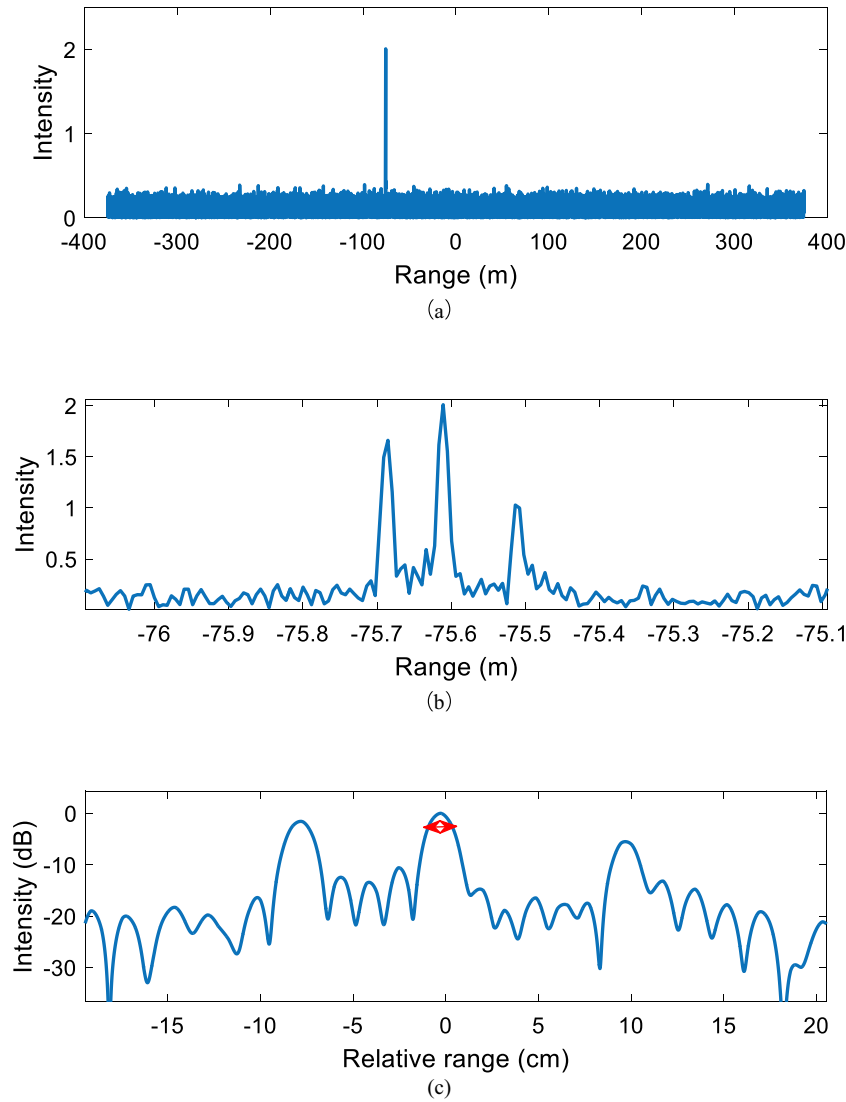 Intensity
2
1
0
-400 -300 -200 -100 0 100 200 300 400
Range (m)
(a)
Intensity
2
1.5
1
0.5
-76 -75.9 -75.8 -75.7 -75.6 -75.5 -75.4 -75.3 -75.2 -75.1
Range (m)
(b)
Intensity (dB)
0
-10
-20
-30
-15 -10 -5 0 5 10 15 20
Relative range (cm)
(c)